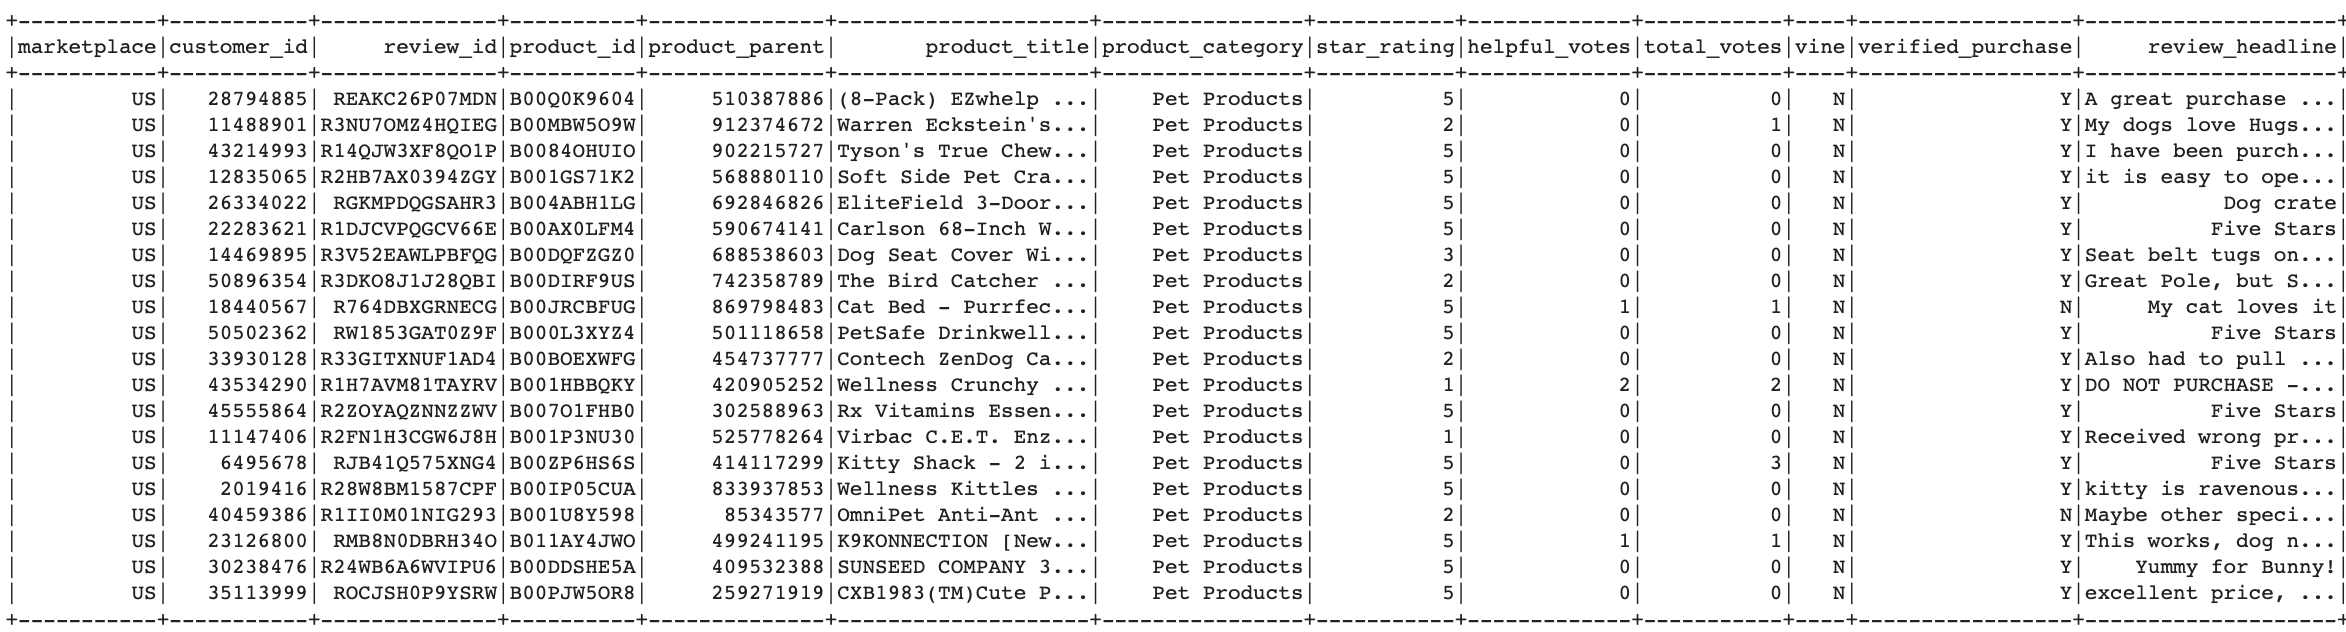 +-----------+-----------+--------------+----------+--------------+--------------------+----------------+-----------+-------------+-----------+----+-----------------+--------------------+
|marketplace|customer_id|     review_id|product_id|product_parent|       product_title|product_category|star_rating|helpful_votes|total_votes|vine|verified_purchase|     review_headline|
+-----------+-----------+--------------+----------+--------------+--------------------+----------------+-----------+-------------+-----------+----+-----------------+--------------------+
|         US|   28794885| REAKC26P07MDN|B00Q0K9604|     510387886|(8-Pack) EZwhelp ...|    Pet Products|          5|            0|          0|   N|                Y|A great purchase ...|
|         US|   11488901|R3NU7OMZ4HQIEG|B00MBW5O9W|     912374672|Warren Eckstein's...|    Pet Products|          2|            0|          1|   N|                Y|My dogs love Hugs...|
|         US|   43214993|R14QJW3XF8QO1P|B0084OHUIO|     902215727|Tyson's True Chew...|    Pet Products|          5|            0|          0|   N|                Y|I have been purch...|
|         US|   12835065|R2HB7AX0394ZGY|B001GS71K2|     568880110|Soft Side Pet Cra...|    Pet Products|          5|            0|          0|   N|                Y|it is easy to ope...|
|         US|   26334022| RGKMPDQGSAHR3|B004ABH1LG|     692846826|EliteField 3-Door...|    Pet Products|          5|            0|          0|   N|                Y|           Dog crate|
|         US|   22283621|R1DJCVPQGCV66E|B00AX0LFM4|     590674141|Carlson 68-Inch W...|    Pet Products|          5|            0|          0|   N|                Y|          Five Stars|
|         US|   14469895|R3V52EAWLPBFQG|B00DQFZGZ0|     688538603|Dog Seat Cover Wi...|    Pet Products|          3|            0|          0|   N|                Y|Seat belt tugs on...|
|         US|   50896354|R3DKO8J1J28QBI|B00DIRF9US|     742358789|The Bird Catcher ...|    Pet Products|          2|            0|          0|   N|                Y|Great Pole, but S...|
|         US|   18440567| R764DBXGRNECG|B00JRCBFUG|     869798483|Cat Bed - Purrfec...|    Pet Products|          5|            1|          1|   N|                N|     My cat loves it|
|         US|   50502362| RW1853GAT0Z9F|B000L3XYZ4|     501118658|PetSafe Drinkwell...|    Pet Products|          5|            0|          0|   N|                Y|          Five Stars|
|         US|   33930128|R33GITXNUF1AD4|B00BOEXWFG|     454737777|Contech ZenDog Ca...|    Pet Products|          2|            0|          0|   N|                Y|Also had to pull ...|
|         US|   43534290|R1H7AVM81TAYRV|B001HBBQKY|     420905252|Wellness Crunchy ...|    Pet Products|          1|            2|          2|   N|                Y|DO NOT PURCHASE -...|
|         US|   45555864|R2ZOYAQZNNZZWV|B007O1FHB0|     302588963|Rx Vitamins Essen...|    Pet Products|          5|            0|          0|   N|                Y|          Five Stars|
|         US|   11147406|R2FN1H3CGW6J8H|B001P3NU30|     525778264|Virbac C.E.T. Enz...|    Pet Products|          1|            0|          0|   N|                Y|Received wrong pr...|
|         US|    6495678| RJB41Q575XNG4|B00ZP6HS6S|     414117299|Kitty Shack - 2 i...|    Pet Products|          5|            0|          3|   N|                Y|          Five Stars|
|         US|    2019416|R28W8BM1587CPF|B00IP05CUA|     833937853|Wellness Kittles ...|    Pet Products|          5|            0|          0|   N|                Y|kitty is ravenous...|
|         US|   40459386|R1II0M01NIG293|B001U8Y598|      85343577|OmniPet Anti-Ant ...|    Pet Products|          2|            0|          0|   N|                N|Maybe other speci...|
|         US|   23126800| RMB8N0DBRH34O|B011AY4JWO|     499241195|K9KONNECTION [New...|    Pet Products|          5|            1|          1|   N|                Y|This works, dog n...|
|         US|   30238476|R24WB6A6WVIPU6|B00DDSHE5A|     409532388|SUNSEED COMPANY 3...|    Pet Products|          5|            0|          0|   N|                Y|    Yummy for Bunny!|
|         US|   35113999| ROCJSH0P9YSRW|B00PJW5OR8|     259271919|CXB1983(TM)Cute P...|    Pet Products|          5|            0|          0|   N|                Y|excellent price, ...|
+-----------+-----------+--------------+----------+--------------+--------------------+----------------+-----------+-------------+-----------+----+-----------------+--------------------+